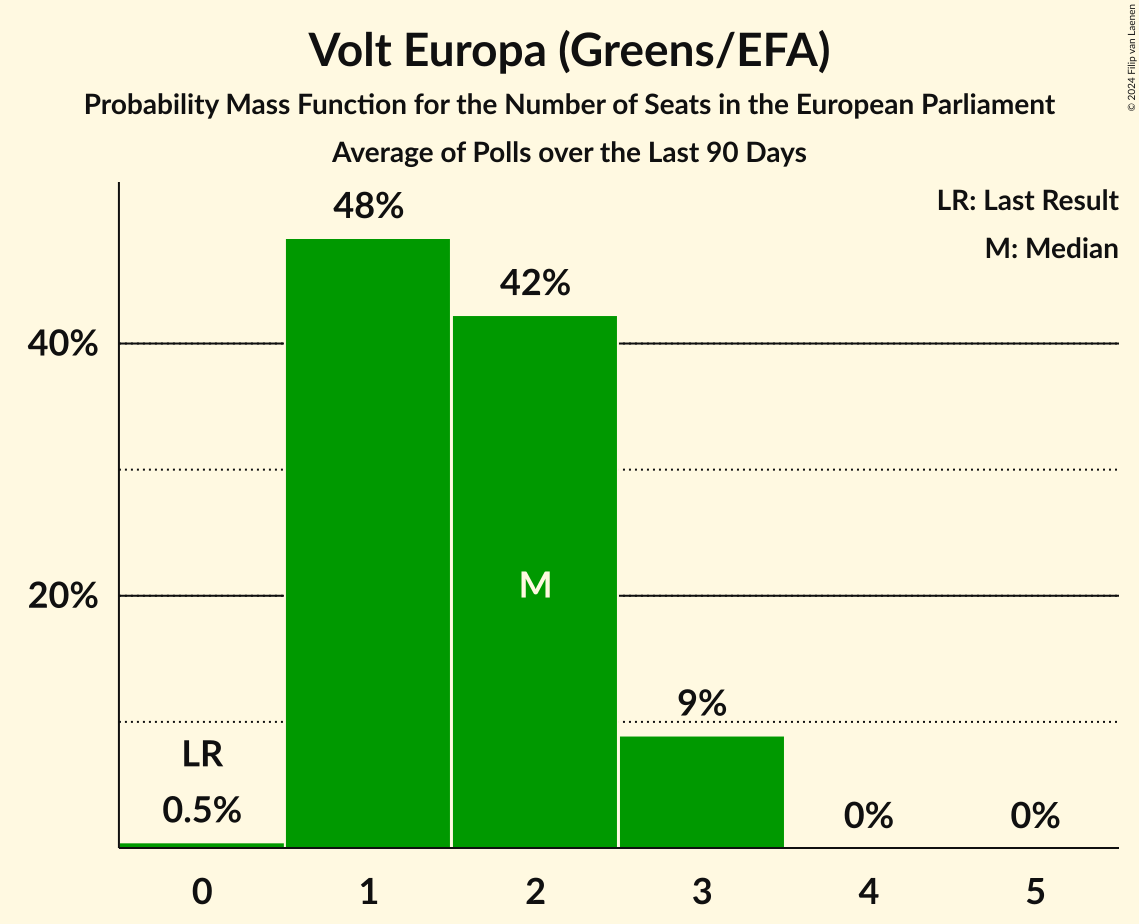 Volt Europa (Greens/EFA)
Probability Mass Function for the Number of Seats in the European Parliament
Average of Polls over the Last 90 Days
© 2024 Filip van Laenen
LR: Last Result
M: Median
48%
42%
40%
M
20%
9%
LR
0.5%
0%
0%
0 1 2 3 4 5